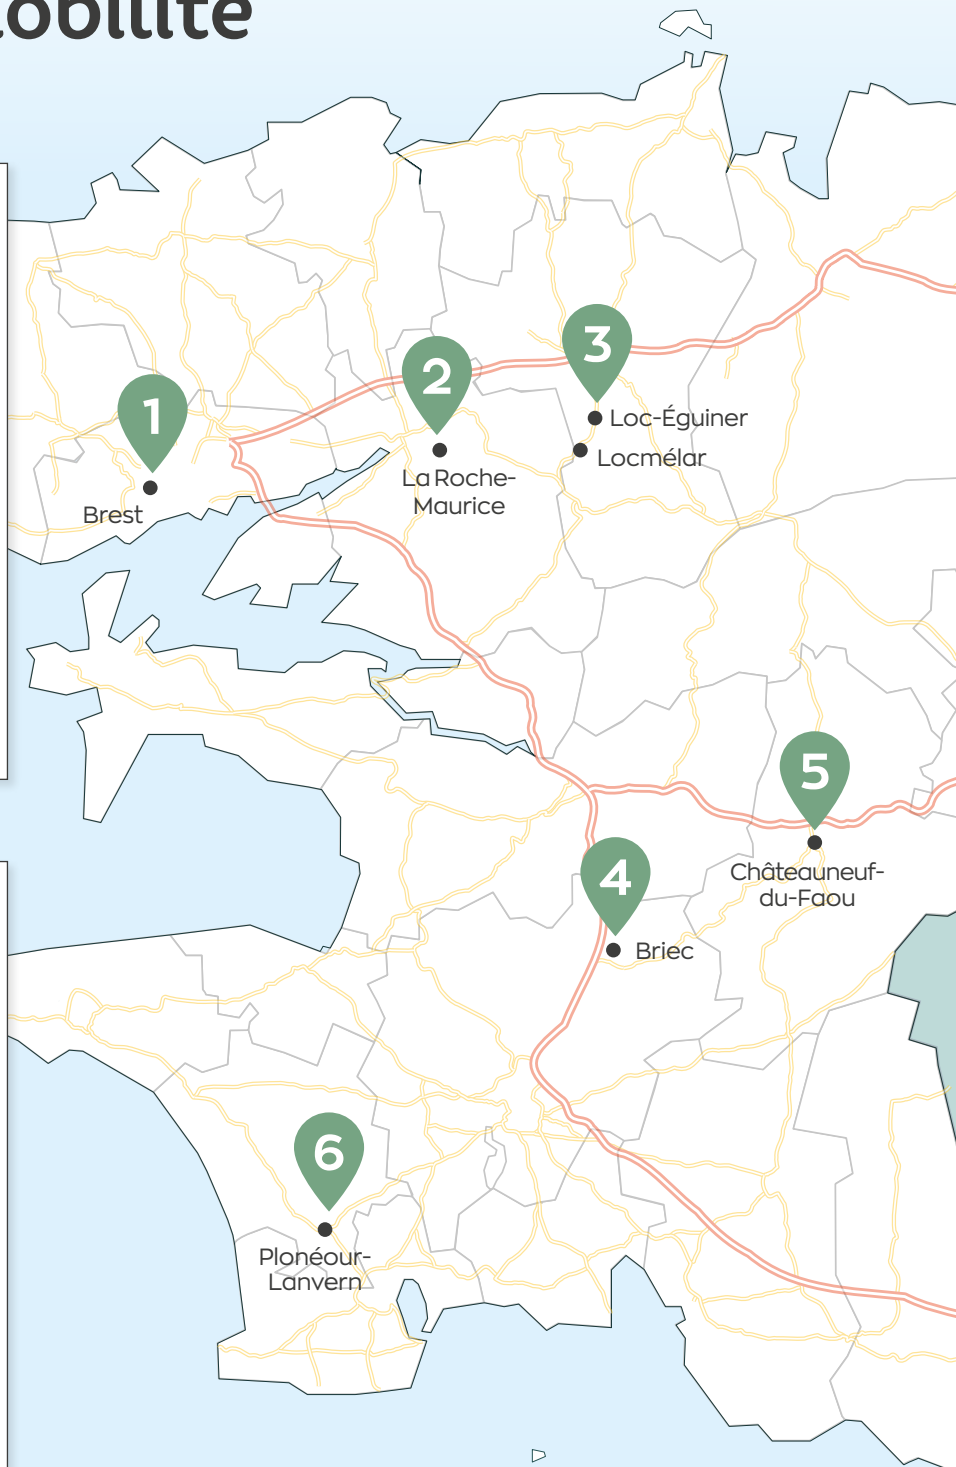 obilité
3
2
1
Loc-Éguiner
Locmélar
La Roche-
Maurice
Brest
5
4
Châteauneuf-
du-Faou
Briec
6
Plonéour-
Lanvern